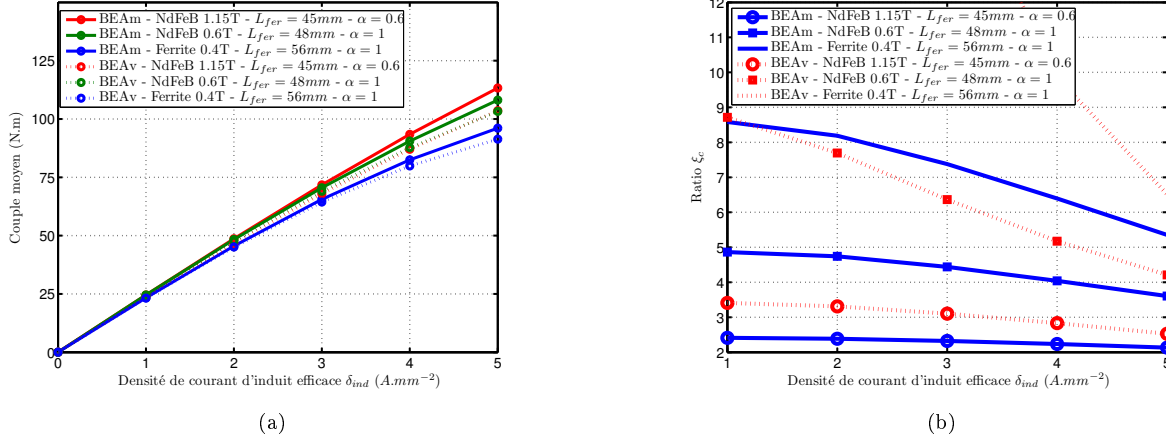 BEAm - NdFeB 1.15T - L_fer = 45mm - α = 0.6
BEAm - NdFeB 0.6T - L_fer = 48mm - α = 1
BEAm - Ferrite 0.4T - L_fer = 56mm - α = 1
BEAv - NdFeB 1.15T - L_fer = 45mm - α = 0.6
BEAv - NdFeB 0.6T - L_fer = 48mm - α = 1
BEAv - Ferrite 0.4T - L_fer = 56mm - α = 1
125
100
75
50
25
0
Couple moyen (N.m)
0 1 2 3 4 5
Densité de courant d'induit efficace δ_ind (A.mm⁻²)
(a)
BEAm - NdFeB 1.15T - L_fer = 45mm - α = 0.6
BEAm - NdFeB 0.6T - L_fer = 48mm - α = 1
BEAm - Ferrite 0.4T - L_fer = 56mm - α = 1
BEAv - NdFeB 1.15T - L_fer = 45mm - α = 0.6
BEAv - NdFeB 0.6T - L_fer = 48mm - α = 1
BEAv - Ferrite 0.4T - L_fer = 56mm - α = 1
12
11
10
9
8
7
6
5
4
3
2
Ratio ξ_c
1 2 3 4 5
Densité de courant d'induit efficace δ_ind (A.mm⁻²)
(b)